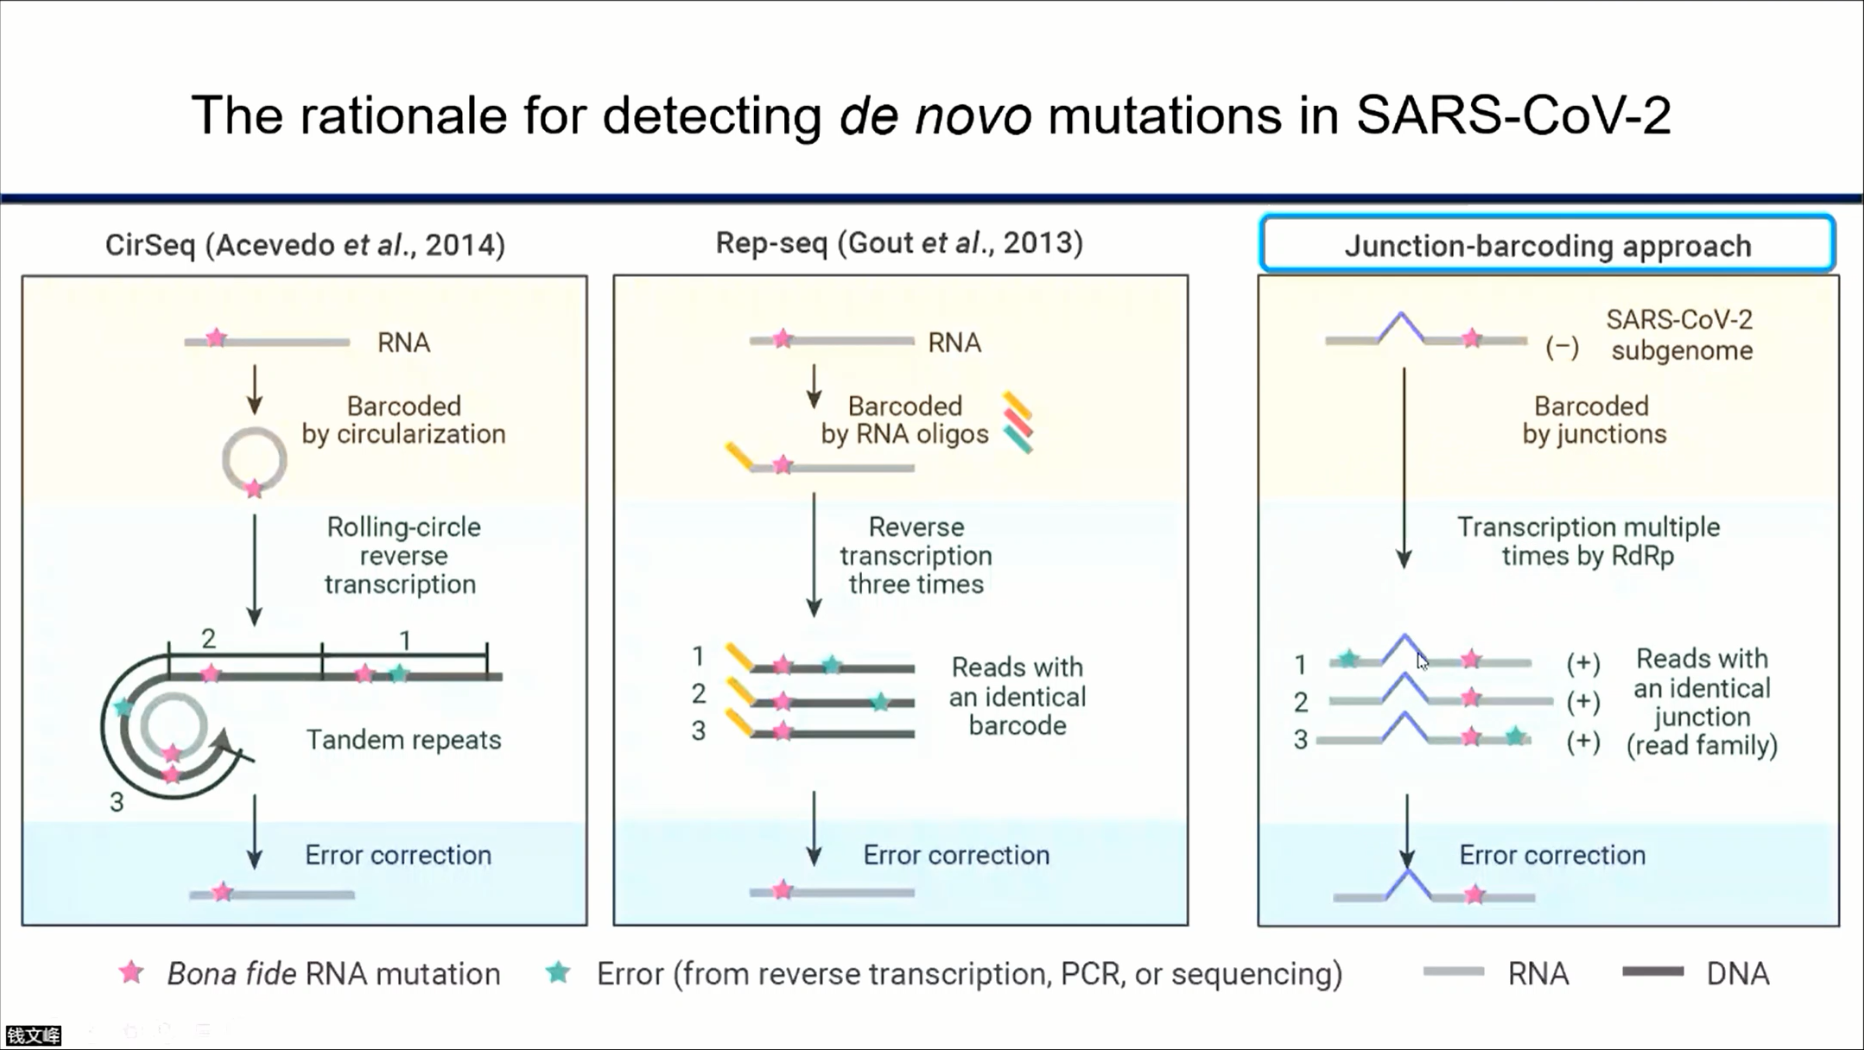 The rationale for detecting de novo mutations in SARS-CoV-2
CirSeq (Acevedo et al., 2014)
RNA
Barcoded
by circularization
Rolling-circle
reverse
transcription
2
1
3
Tandem repeats
Error correction
Rep-seq (Gout et al., 2013)
RNA
Barcoded
by RNA oligos
Reverse
transcription
three times
1
2
3
Reads with
an identical
barcode
Error correction
Junction-barcoding approach
SARS-CoV-2
(−) subgenome
Barcoded
by junctions
Transcription multiple
times by RdRp
1 (+)
2 (+)
3 (+)
Reads with
an identical
junction
(read family)
Error correction
Bona fide RNA mutation
Error (from reverse transcription, PCR, or sequencing)
RNA
DNA
钱文峰